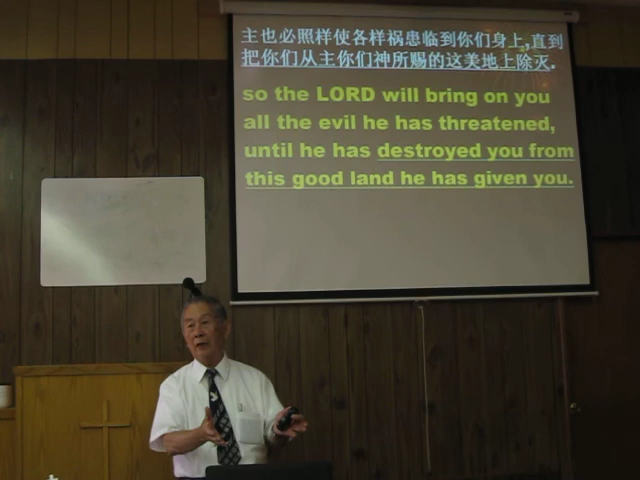 主也必照样使各样祸患临到你们身上,直到
把你们从主你们神所赐的这美地上除灭.
so the LORD will bring on you
all the evil he has threatened,
until he has destroyed you from
this good land he has given you.